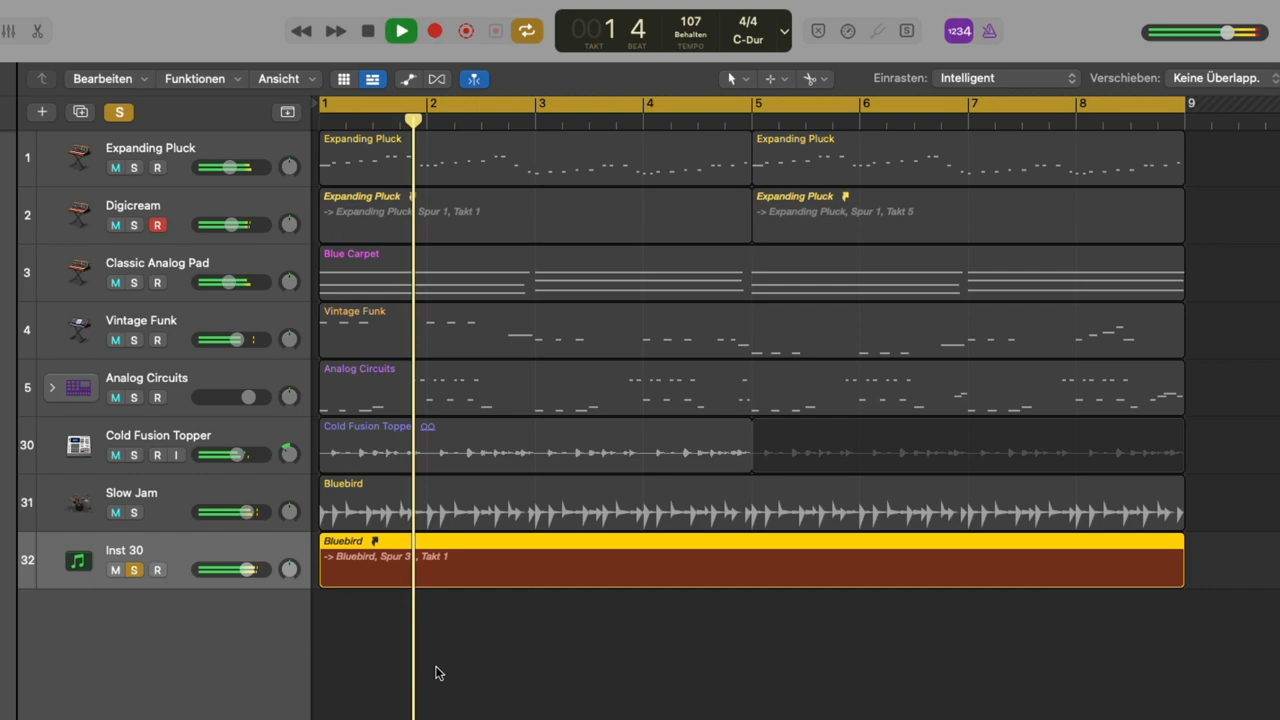 001 4
107
4/4
TAKT
BEAT
Behalten
C-Dur
TEMPO
S
1234
Bearbeiten
Funktionen
Ansicht
Einrasten:
Intelligent
Verschieben:
Keine Überlapp.
S
1 2 3 4 5 6 7 8 9
1
Expanding Pluck
M S R
Expanding Pluck
Expanding Pluck
2
Digicream
M S R
Expanding Pluck
-> Expanding Pluck, Spur 1, Takt 1
Expanding Pluck
-> Expanding Pluck, Spur 1, Takt 5
3
Classic Analog Pad
M S R
Blue Carpet
4
Vintage Funk
M S R
Vintage Funk
5
Analog Circuits
M S R
Analog Circuits
30
Cold Fusion Topper
M S R I
Cold Fusion Toppe
31
Slow Jam
M S
Bluebird
32
Inst 30
M S R
Bluebird
-> Bluebird, Spur 3 , Takt 1